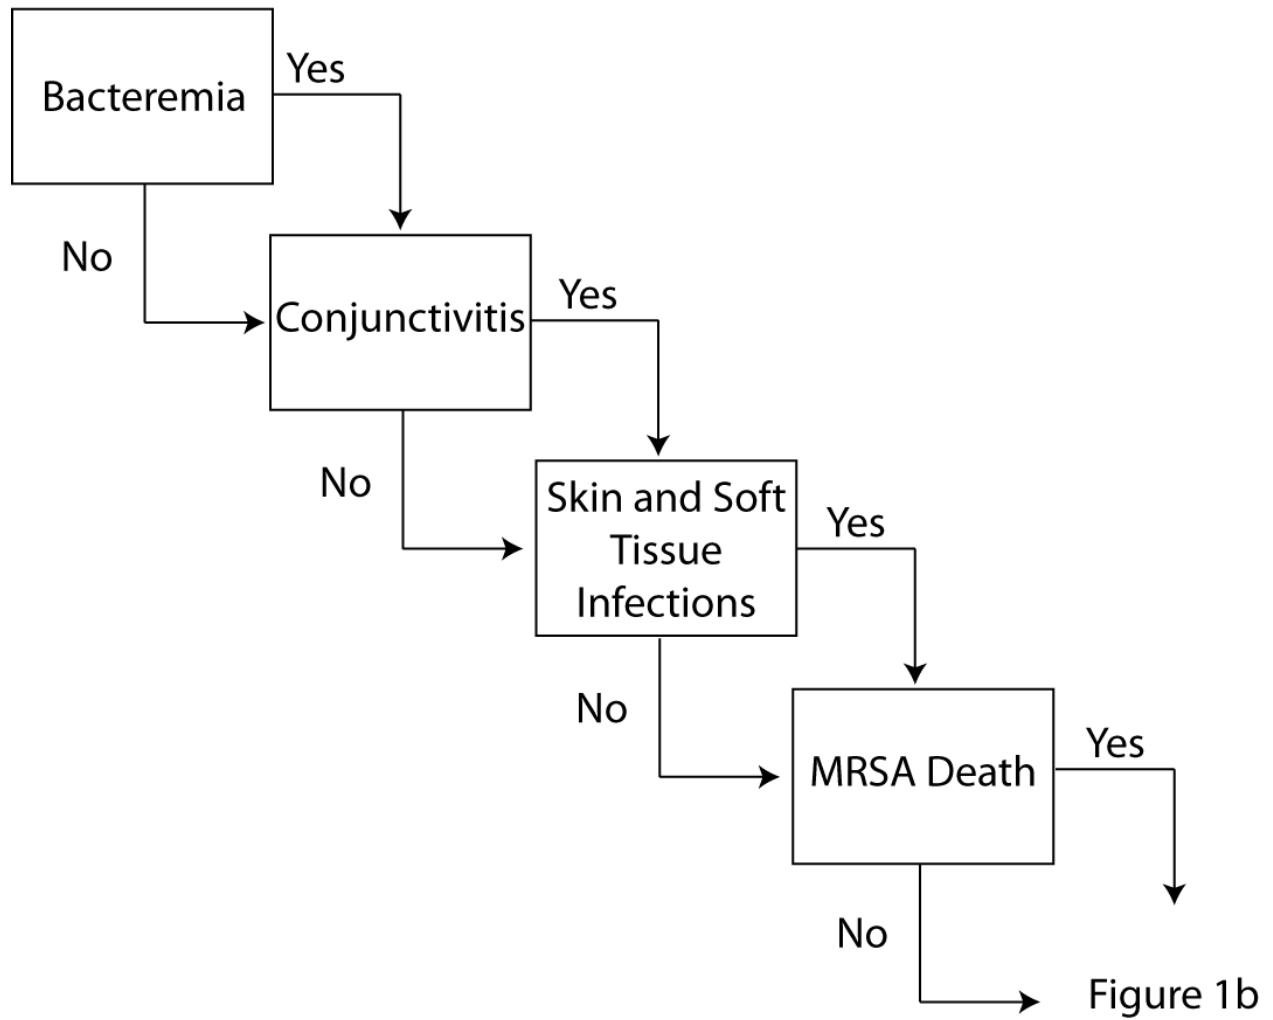 Bacteremia
Yes
No
Conjunctivitis
Yes
No
Skin and Soft
Tissue
Infections
Yes
No
MRSA Death
Yes
No
Figure 1b